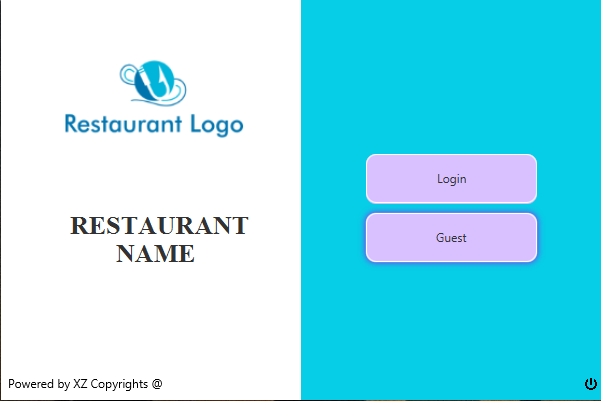 Restaurant Logo
RESTAURANT
NAME
Login
Guest
Powered by XZ Copyrights @